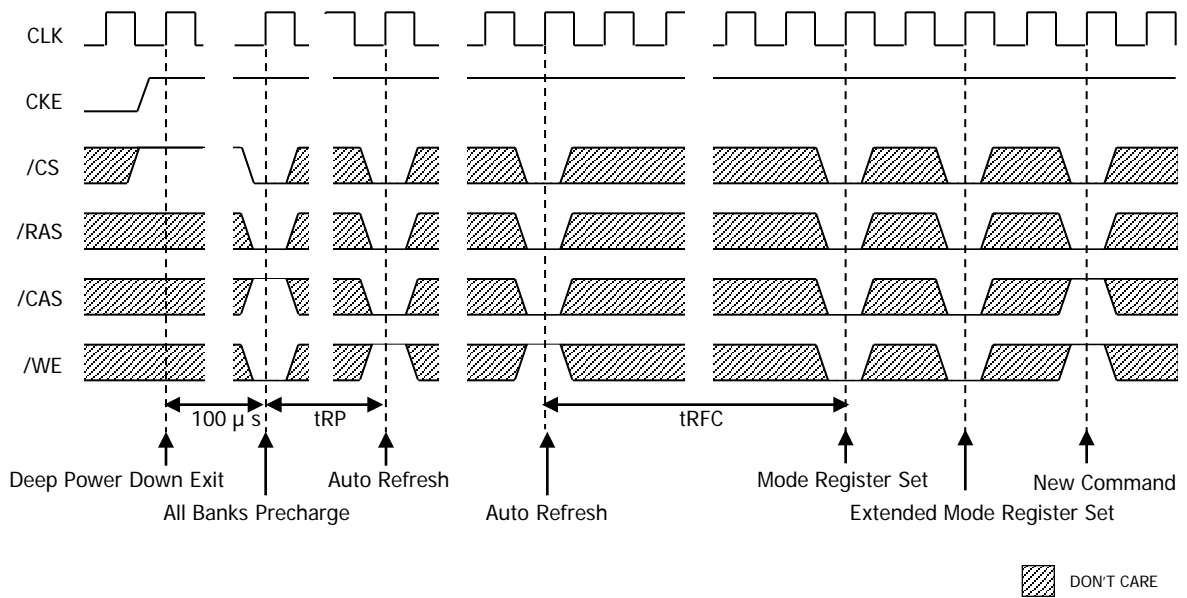 CLK
CKE
/CS
/RAS
/CAS
/WE
100 µ s
tRP
tRFC
Deep Power Down Exit
All Banks Precharge
Auto Refresh
Auto Refresh
Mode Register Set
Extended Mode Register Set
New Command
DON'T CARE